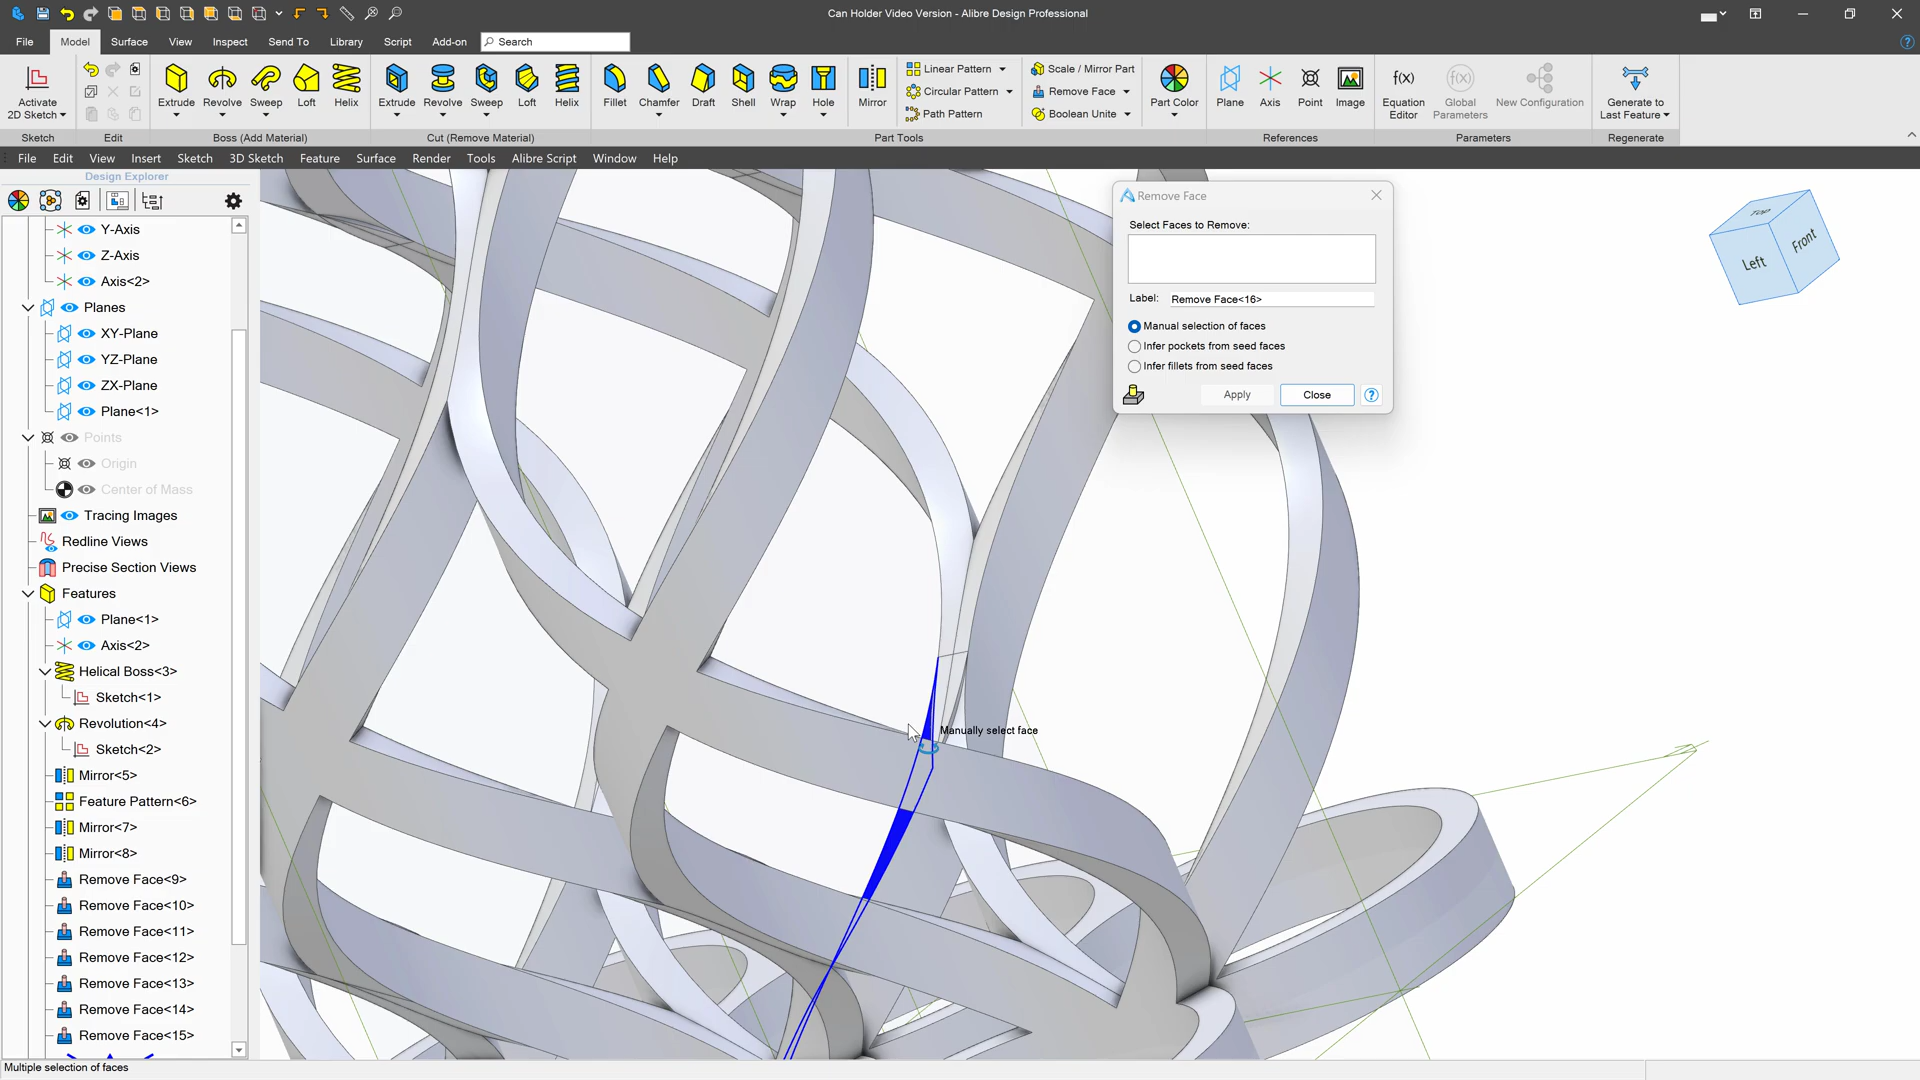 Can Holder Video Version - Alibre Design Professional
File Model Surface View Inspect Send To Library Script Add-on Search
Activate 2D Sketch
Extrude Revolve Sweep Loft Helix
Extrude Revolve Sweep Loft Helix
Fillet Chamfer Draft Shell Wrap Hole Mirror
Linear Pattern
Circular Pattern
Path Pattern
Scale / Mirror Part
Remove Face
Boolean Unite
Part Color
Plane Axis Point Image
Equation Editor
Global Parameters
New Configuration
Generate to Last Feature
Sketch Edit Boss (Add Material) Cut (Remove Material) Part Tools References Parameters Regenerate
File Edit View Insert Sketch 3D Sketch Feature Surface Render Tools Alibre Script Window Help
Design Explorer
Y-Axis
Z-Axis
Axis<2>
Planes
XY-Plane
YZ-Plane
ZX-Plane
Plane<1>
Points
Origin
Center of Mass
Tracing Images
Redline Views
Precise Section Views
Features
Plane<1>
Axis<2>
Helical Boss<3>
Sketch<1>
Revolution<4>
Sketch<2>
Mirror<5>
Feature Pattern<6>
Mirror<7>
Mirror<8>
Remove Face<9>
Remove Face<10>
Remove Face<11>
Remove Face<12>
Remove Face<13>
Remove Face<14>
Remove Face<15>
Remove Face
Select Faces to Remove:
Label: Remove Face<16>
Manual selection of faces
Infer pockets from seed faces
Infer fillets from seed faces
Apply Close
TOP
Left
Front
Manually select face
Multiple selection of faces